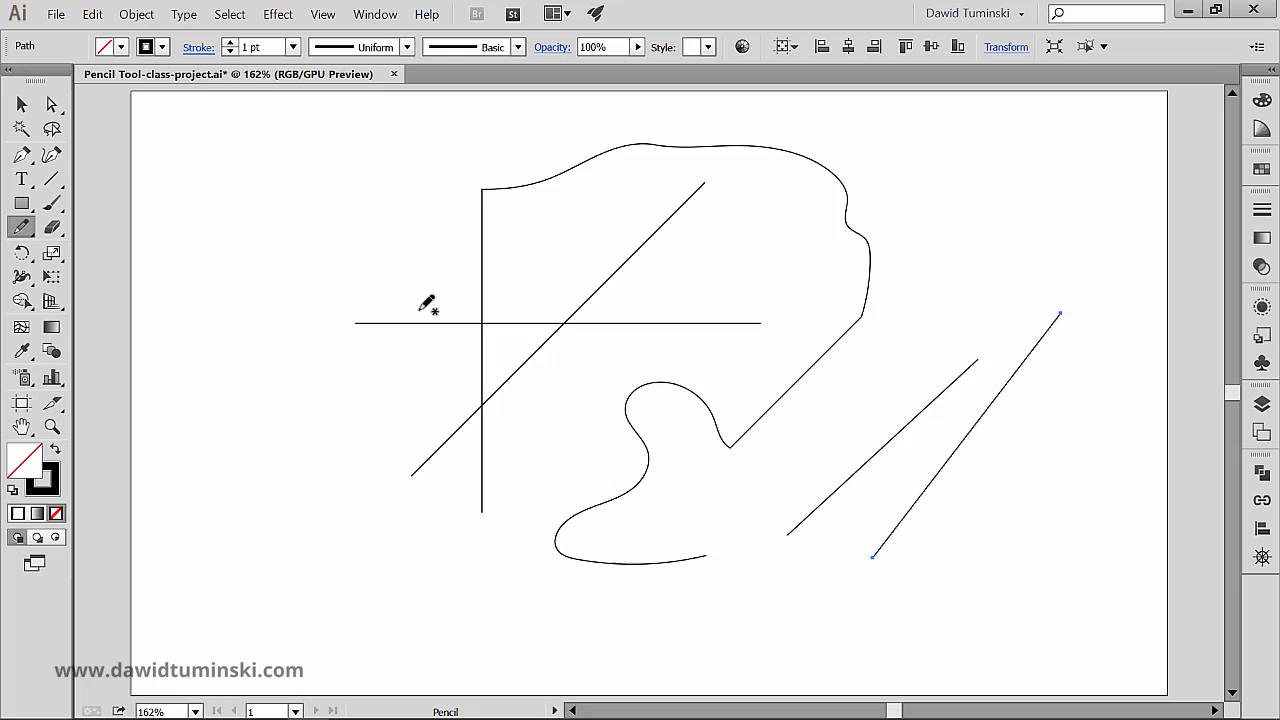 Ai File Edit Object Type Select Effect View Window Help Br St Dawid Tuminski
Path Stroke: 1 pt Uniform Basic Opacity: 100% Style: Transform
Pencil Tool-class-project.ai* @ 162% (RGB/GPU Preview) ×
T
www.dawidtuminski.com
162% 1 Pencil